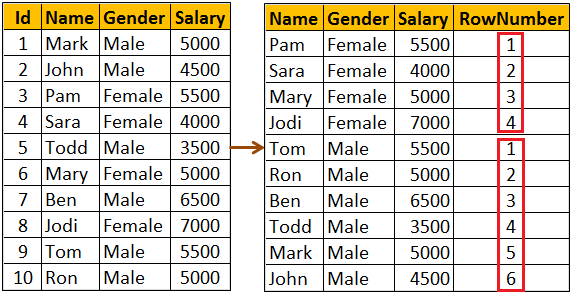 Id Name Gender Salary
1 Mark Male 5000
2 John Male 4500
3 Pam Female 5500
4 Sara Female 4000
5 Todd Male 3500
6 Mary Female 5000
7 Ben Male 6500
8 Jodi Female 7000
9 Tom Male 5500
10 Ron Male 5000
Name Gender Salary RowNumber
Pam Female 5500 1
Sara Female 4000 2
Mary Female 5000 3
Jodi Female 7000 4
Tom Male 5500 1
Ron Male 5000 2
Ben Male 6500 3
Todd Male 3500 4
Mark Male 5000 5
John Male 4500 6